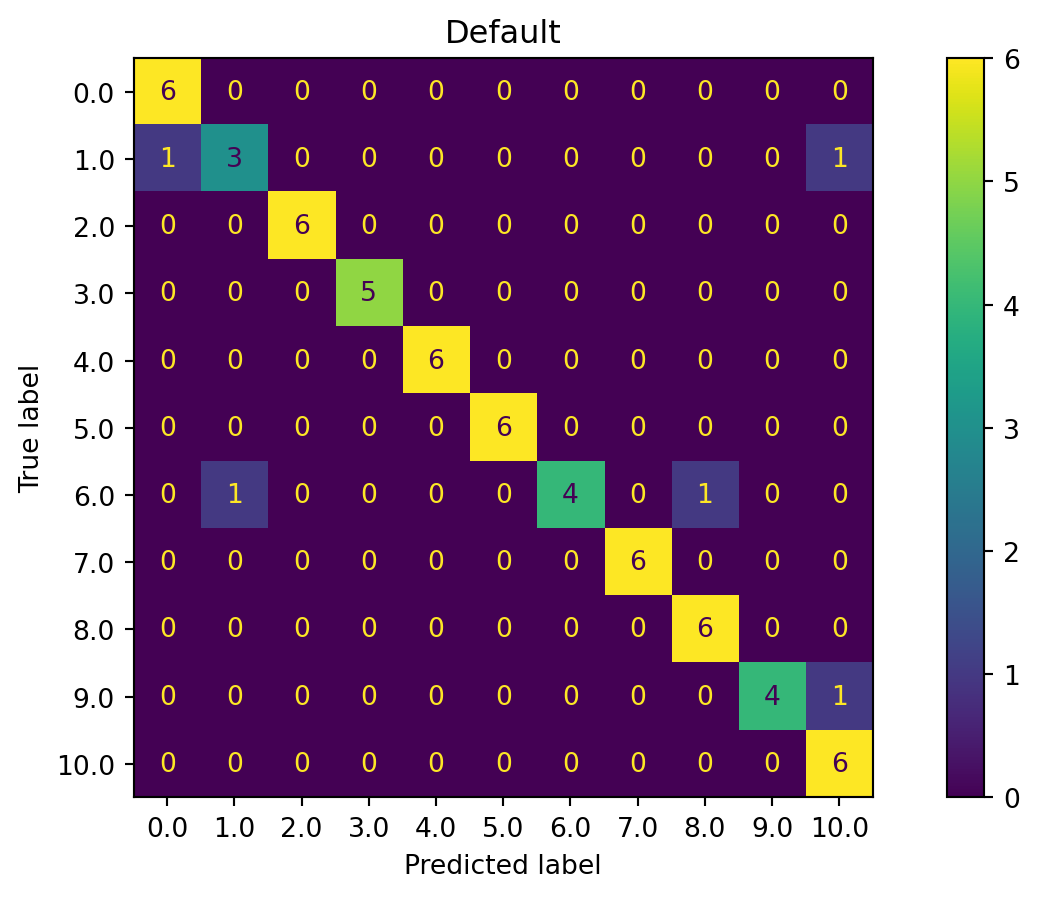 Default
0.0 6 0 0 0 0 0 0 0 0 0 0
1.0 1 3 0 0 0 0 0 0 0 0 1
2.0 0 0 6 0 0 0 0 0 0 0 0
3.0 0 0 0 5 0 0 0 0 0 0 0
4.0 0 0 0 0 6 0 0 0 0 0 0
5.0 0 0 0 0 0 6 0 0 0 0 0
6.0 0 1 0 0 0 0 4 0 1 0 0
7.0 0 0 0 0 0 0 0 6 0 0 0
8.0 0 0 0 0 0 0 0 0 6 0 0
9.0 0 0 0 0 0 0 0 0 0 4 1
10.0 0 0 0 0 0 0 0 0 0 0 6
0.0 1.0 2.0 3.0 4.0 5.0 6.0 7.0 8.0 9.0 10.0
Predicted label
True label
6
5
4
3
2
1
0